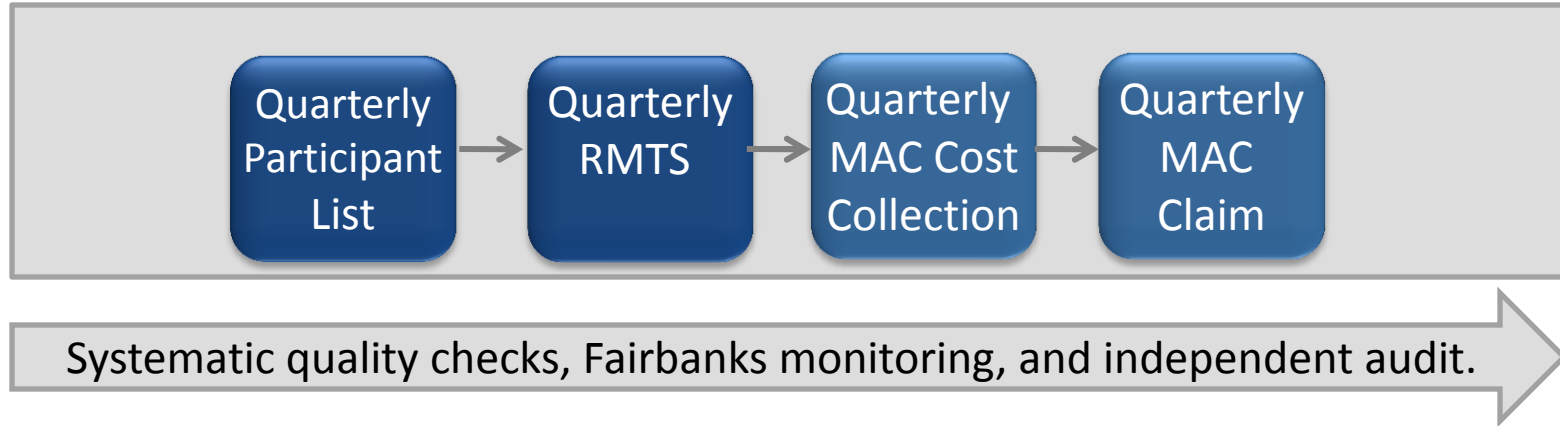 Quarterly
Participant
List
Quarterly
RMTS
Quarterly
MAC Cost
Collection
Quarterly
MAC
Claim
Systematic quality checks, Fairbanks monitoring, and independent audit.